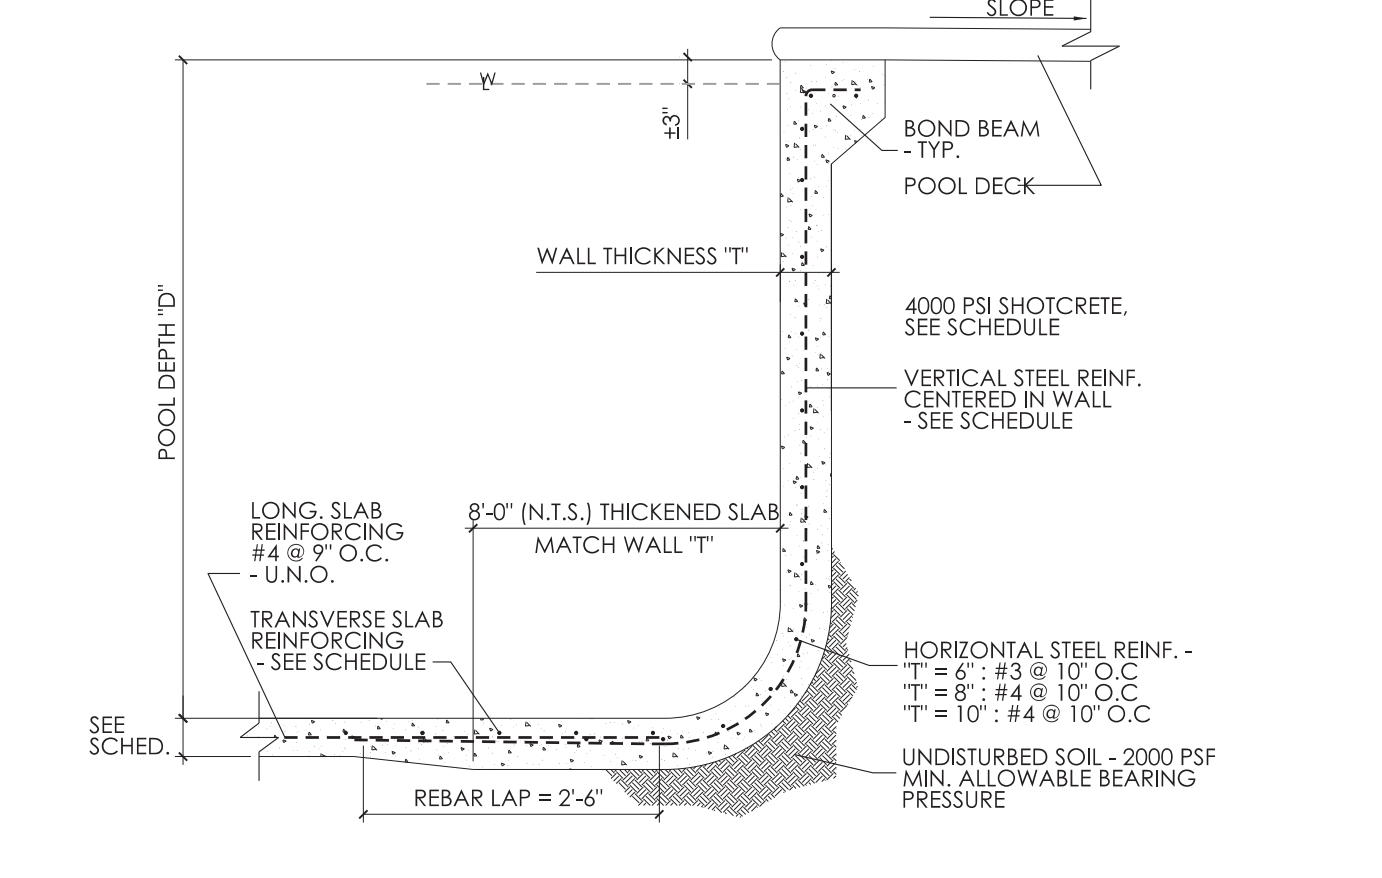 SLOPE
WL
±3"
BOND BEAM
- TYP.
POOL DECK
WALL THICKNESS "T"
4000 PSI SHOTCRETE,
SEE SCHEDULE
POOL DEPTH "D"
VERTICAL STEEL REINF.
CENTERED IN WALL
- SEE SCHEDULE
LONG. SLAB
REINFORCING
#4 @ 9" O.C.
- U.N.O.
8'-0" (N.T.S.) THICKENED SLAB
MATCH WALL "T"
TRANSVERSE SLAB
REINFORCING
- SEE SCHEDULE
HORIZONTAL STEEL REINF. -
"T" = 6" : #3 @ 10" O.C
"T" = 8" : #4 @ 10" O.C
"T" = 10" : #4 @ 10" O.C
SEE
SCHED.
UNDISTURBED SOIL - 2000 PSF
MIN. ALLOWABLE BEARING
PRESSURE
REBAR LAP = 2'-6"